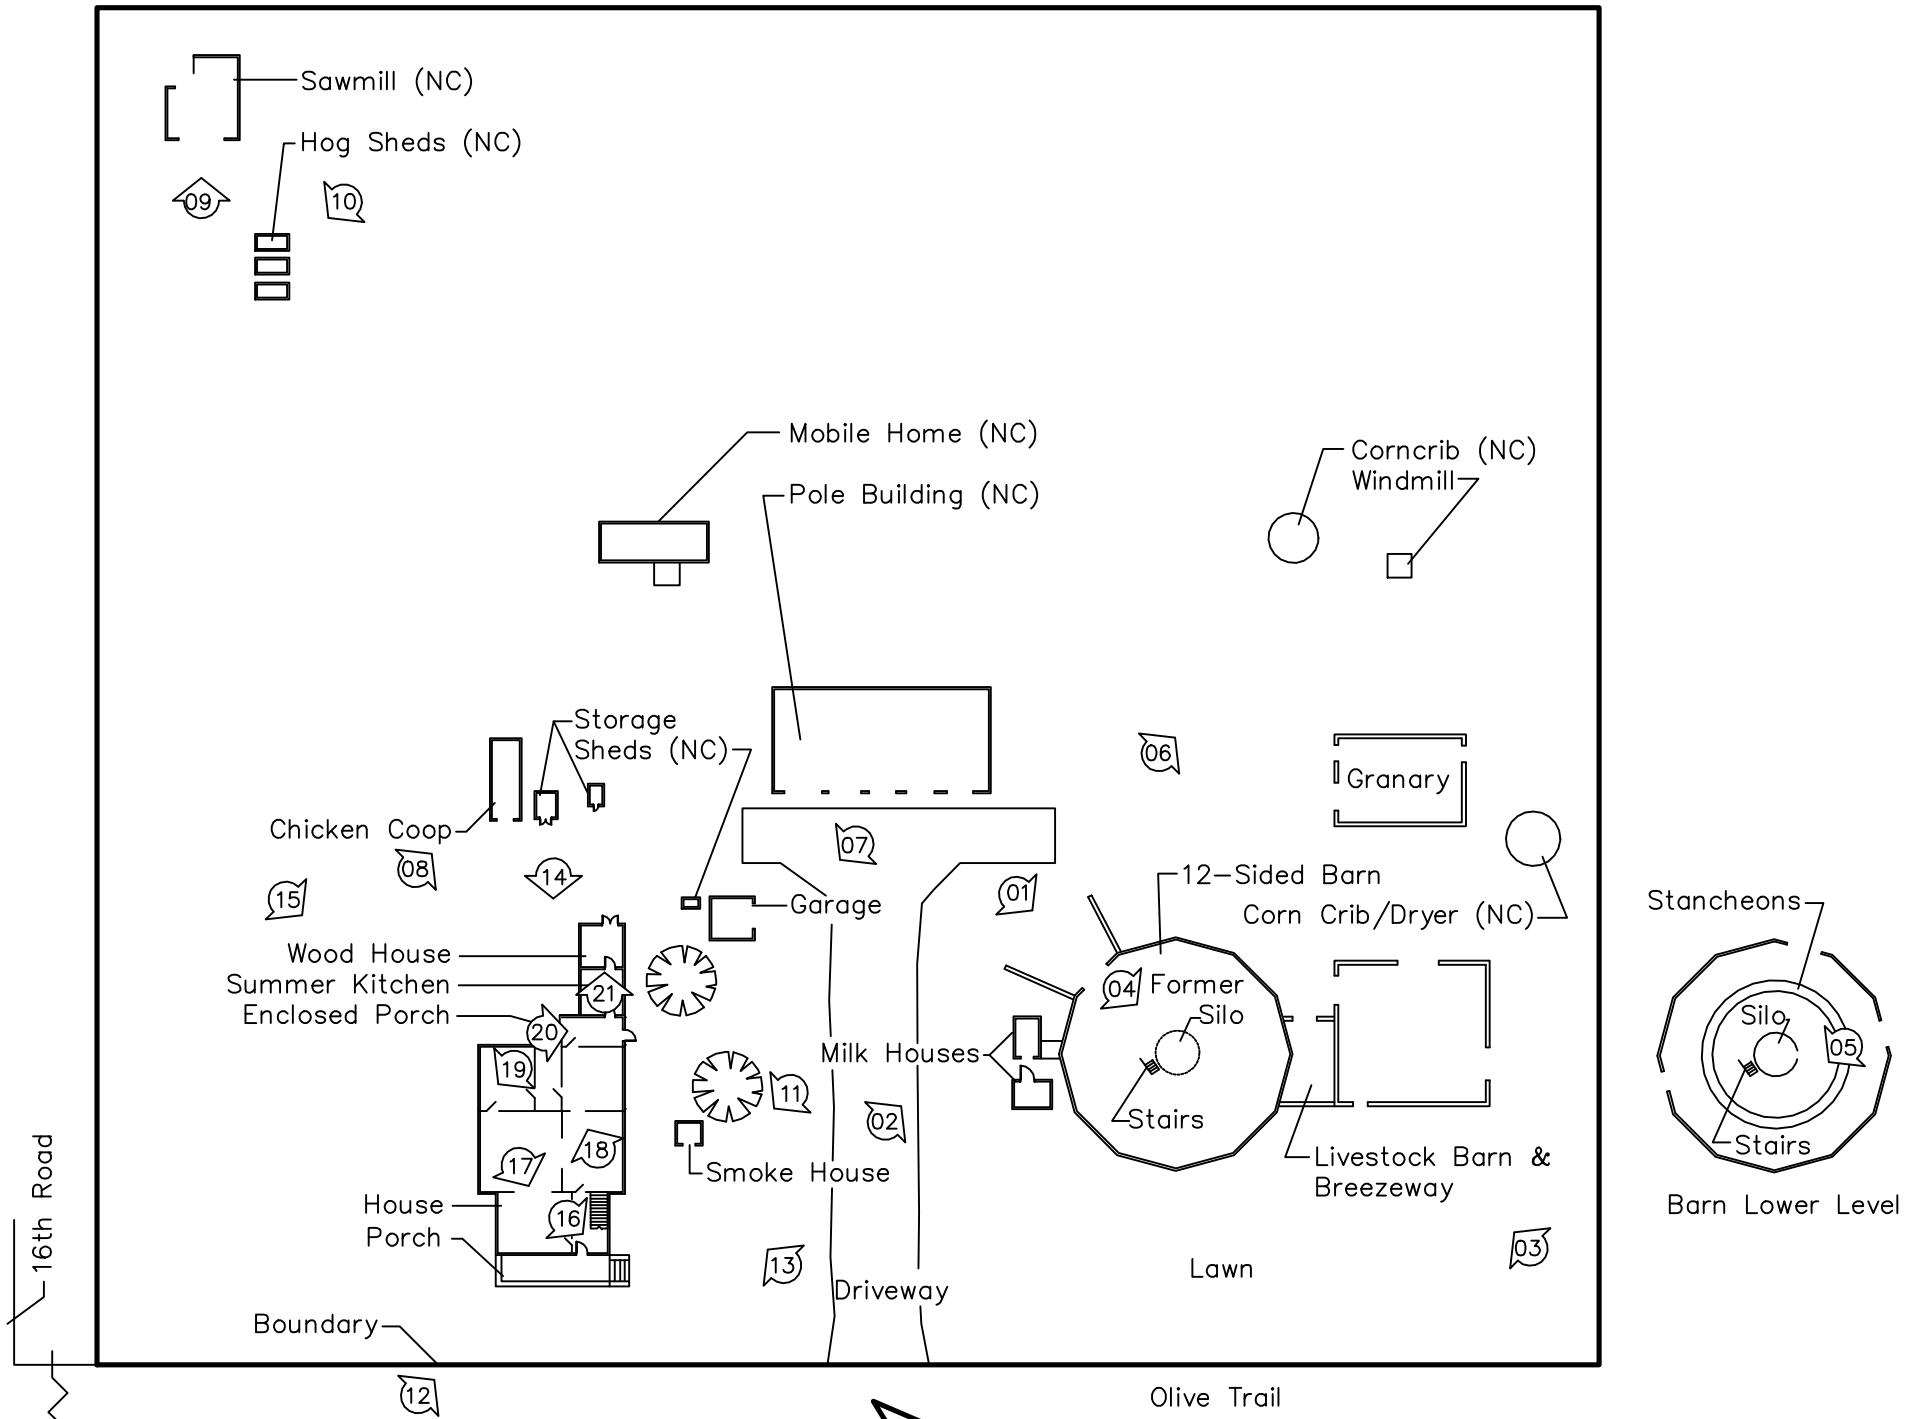 Sawmill (NC)
Hog Sheds (NC)
09
10
Mobile Home (NC)
Corncrib (NC)
Windmill
Pole Building (NC)
Storage
Sheds (NC)
06
Granary
Chicken Coop
07
08
14
15
01
12-Sided Barn
Garage
Corn Crib/Dryer (NC)
Stancheons
Wood House
Summer Kitchen
21
04
Former
Enclosed Porch
20
Silo
Silo
Milk Houses
05
19
11
02
Stairs
Stairs
18
17
Smoke House
Livestock Barn &
Breezeway
House
Porch
16
Barn Lower Level
16th Road
13
03
Lawn
Driveway
Boundary
12
Olive Trail